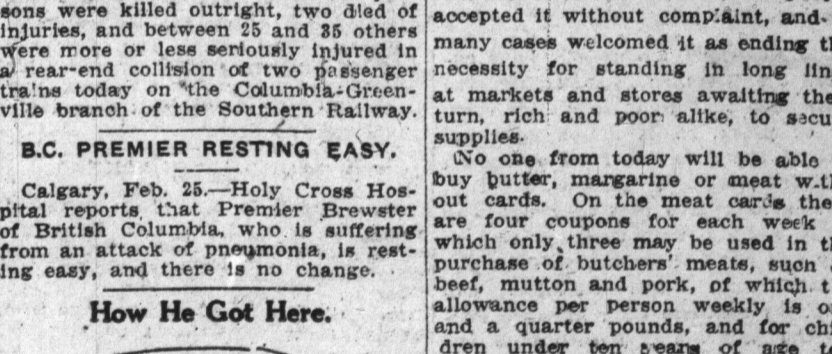 sons were killed outright, two died of
injuries, and between 25 and 35 others
were more or less seriously injured in
a rear-end collision of two passenger
trains today on the Columbia-Green-
ville branch of the Southern Railway.
B.C. PREMIER RESTING EASY.
Calgary, Feb. 25.—Holy Cross Hos-
pital reports that Premier Brewster
of British Columbia, who is suffering
from an attack of pneumonia, is rest-
ing easy, and there is no change.
How He Got Here.
accepted it without complaint, and
many cases welcomed it as ending t
necessity for standing in long lin
at markets and stores awaiting the
turn, rich and poor alike, to secu
supplies.
No one from today will be able
buy butter, margarine or meat with
out cards. On the meat cards the
are four coupons for each week
which only three may be used in t
purchase of butchers' meats, such
beef, mutton and pork, of which t
allowance per person weekly is o
and a quarter pounds, and for chi
dren under ten years of age t